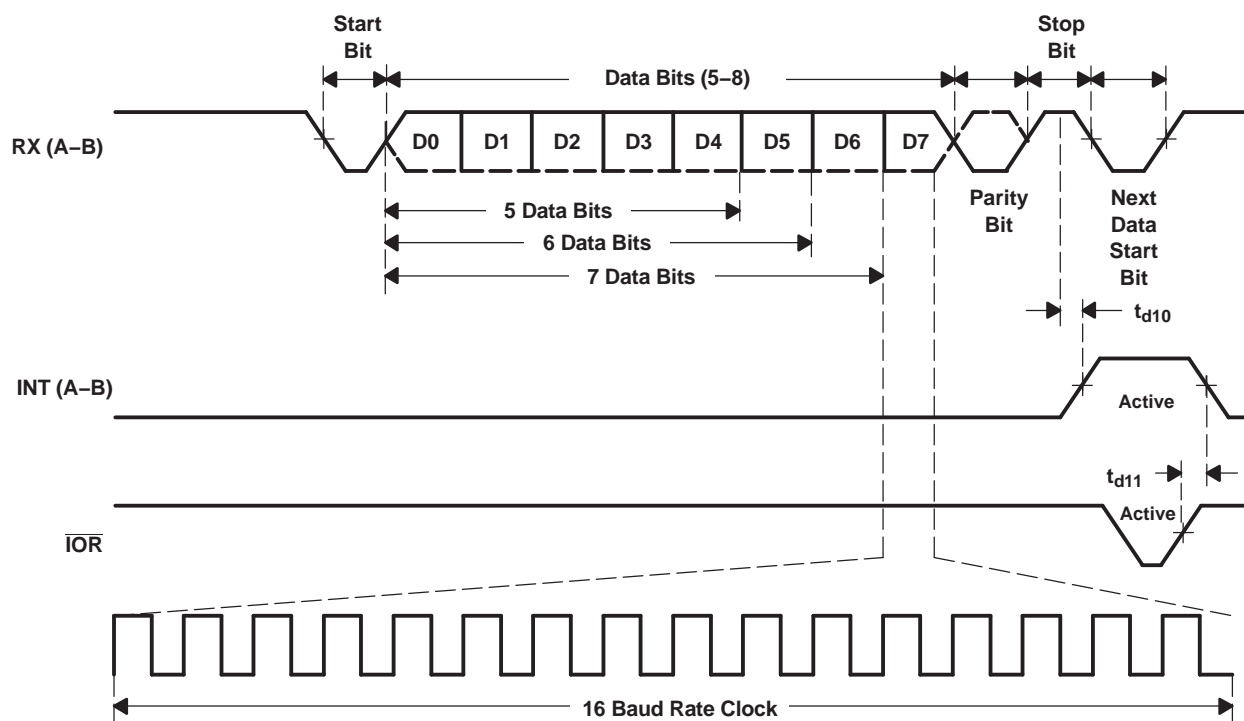 Start
Bit
Stop
Bit
Data Bits (5–8)
RX (A–B)
D0 D1 D2 D3 D4 D5 D6 D7
Parity
Bit
Next
Data
Start
Bit
5 Data Bits
6 Data Bits
7 Data Bits
td10
INT (A–B)
Active
td11
Active
IOR
16 Baud Rate Clock